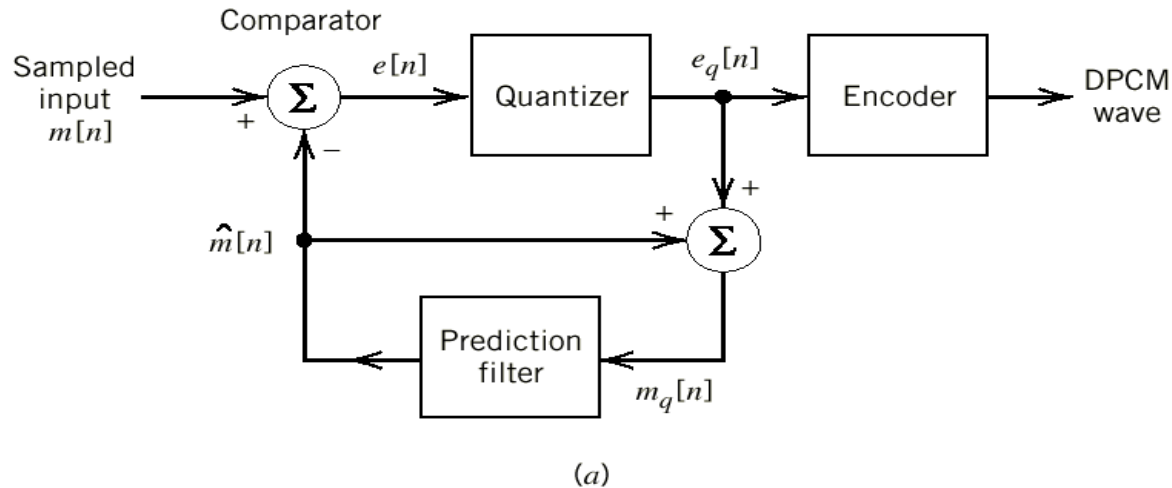 Comparator
Sampled
input
m[n]
+
Σ
−
e[n]
Quantizer
e_q[n]
Encoder
DPCM
wave
+
+
Σ
m̂[n]
Prediction
filter
m_q[n]
(a)